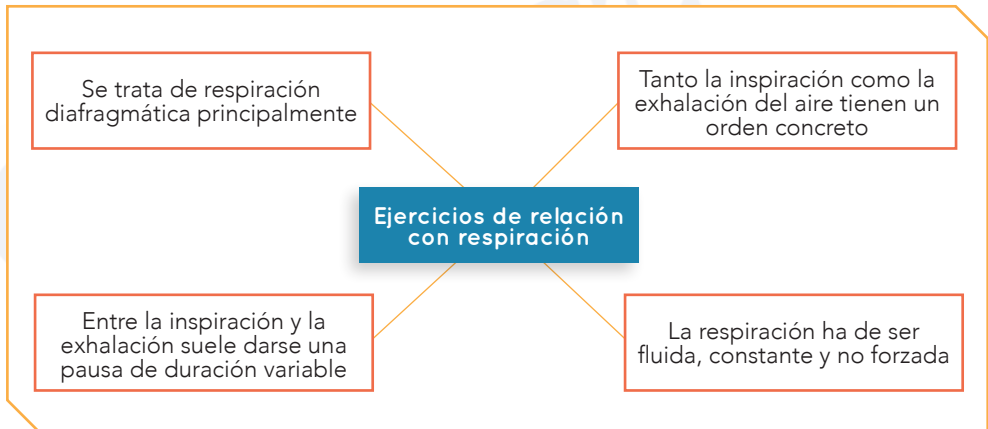 Se trata de respiración
diafragmática principalmente
Tanto la inspiración como la
exhalación del aire tienen un
orden concreto
Ejercicios de relación
con respiración
Entre la inspiración y la
exhalación suele darse una
pausa de duración variable
La respiración ha de ser
fluida, constante y no forzada